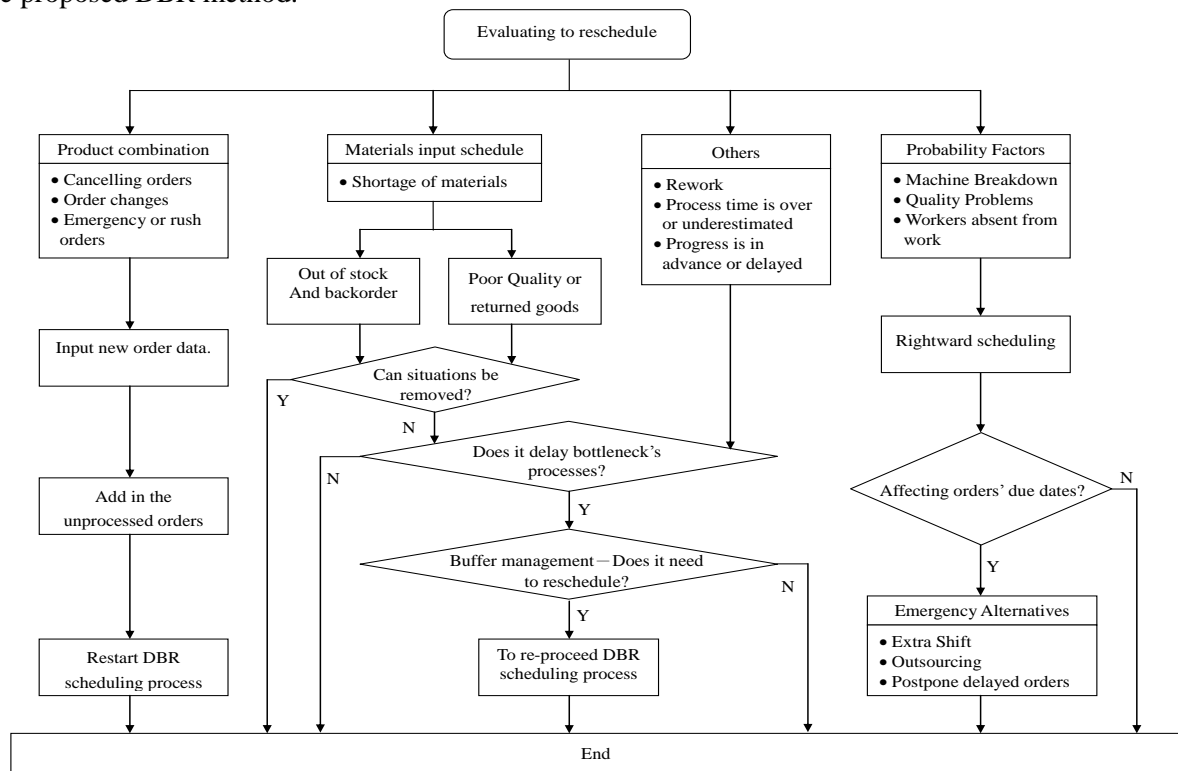 proposed DBR method.
Evaluating to reschedule
Product combination
• Cancelling orders
• Order changes
• Emergency or rush
orders
Materials input schedule
• Shortage of materials
Others
• Rework
• Process time is over
or underestimated
• Progress is in
advance or delayed
Probability Factors
• Machine Breakdown
• Quality Problems
• Workers absent from
work
Out of stock
And backorder
Poor Quality or
returned goods
Input new order data.
Rightward scheduling
Can situations be
removed?
Y
N
Does it delay bottleneck's
processes?
N
Y
Affecting orders' due dates?
N
Y
Add in the
unprocessed orders
Buffer management－Does it need
to reschedule?
N
Y
Emergency Alternatives
• Extra Shift
• Outsourcing
• Postpone delayed orders
Restart DBR
scheduling process
To re-proceed DBR
scheduling process
End